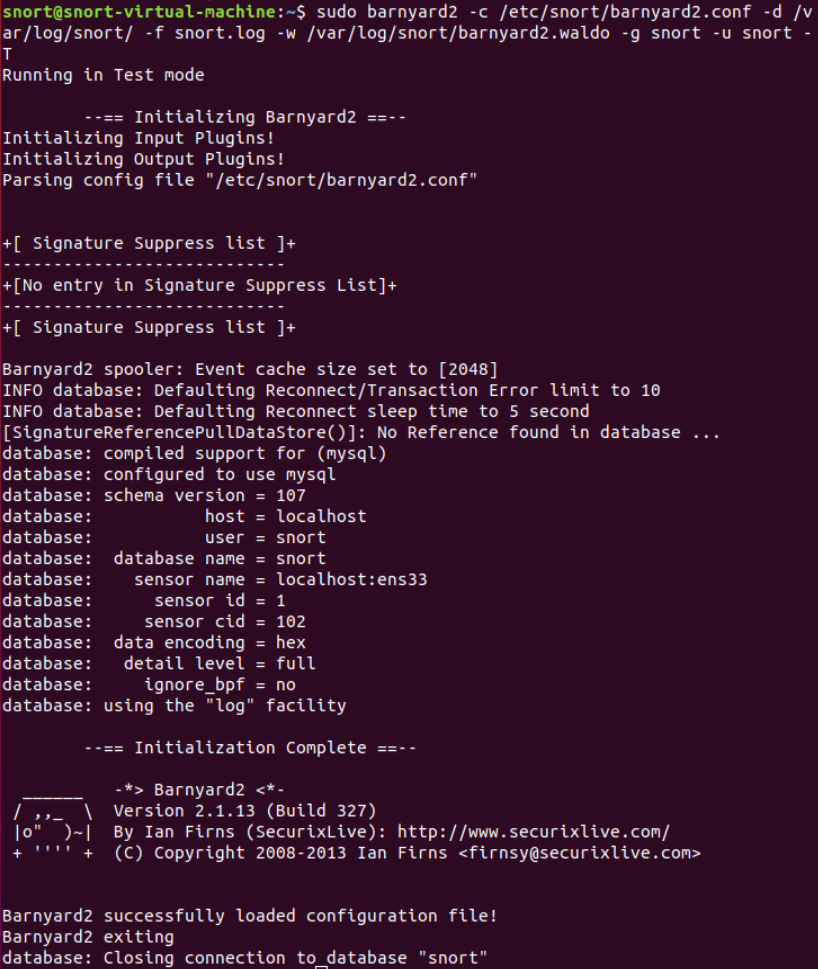 snort@snort-virtual-machine:~$ sudo barnyard2 -c /etc/snort/barnyard2.conf -d /v
ar/log/snort/ -f snort.log -w /var/log/snort/barnyard2.waldo -g snort -u snort -
T
Running in Test mode

        --== Initializing Barnyard2 ==--
Initializing Input Plugins!
Initializing Output Plugins!
Parsing config file "/etc/snort/barnyard2.conf"


+[ Signature Suppress list ]+
----------------------------
+[No entry in Signature Suppress List]+
----------------------------
+[ Signature Suppress list ]+

Barnyard2 spooler: Event cache size set to [2048]
INFO database: Defaulting Reconnect/Transaction Error limit to 10
INFO database: Defaulting Reconnect sleep time to 5 second
[SignatureReferencePullDataStore()]: No Reference found in database ...
database: compiled support for (mysql)
database: configured to use mysql
database: schema version = 107
database:           host = localhost
database:           user = snort
database:  database name = snort
database:    sensor name = localhost:ens33
database:      sensor id = 1
database:     sensor cid = 102
database:  data encoding = hex
database:   detail level = full
database:     ignore_bpf = no
database: using the "log" facility

        --== Initialization Complete ==--

  ______   -*> Barnyard2 <*-
 / ,,_  \  Version 2.1.13 (Build 327)
 |o"  )~|  By Ian Firns (SecurixLive): http://www.securixlive.com/
 + '''' +  (C) Copyright 2008-2013 Ian Firns <firnsy@securixlive.com>


Barnyard2 successfully loaded configuration file!
Barnyard2 exiting
database: Closing connection to database "snort"